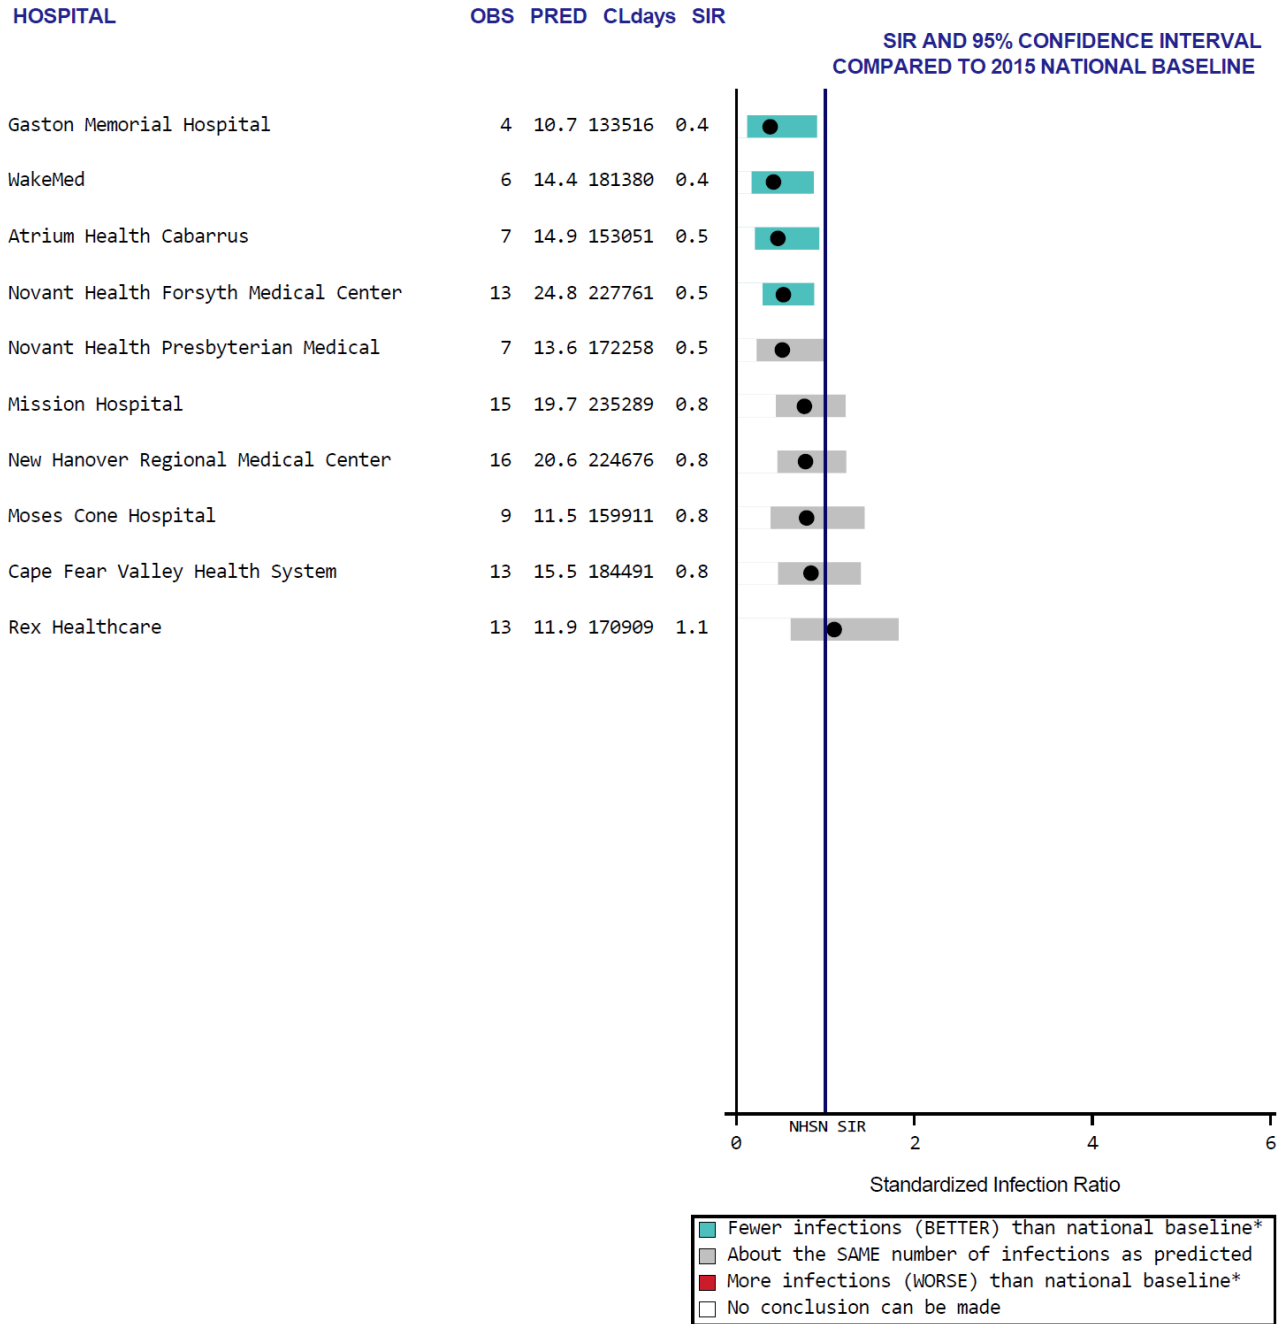 HOSPITAL OBS PRED CLdays SIR
SIR AND 95% CONFIDENCE INTERVAL
COMPARED TO 2015 NATIONAL BASELINE
Gaston Memorial Hospital 4 10.7 133516 0.4
WakeMed 6 14.4 181380 0.4
Atrium Health Cabarrus 7 14.9 153051 0.5
Novant Health Forsyth Medical Center 13 24.8 227761 0.5
Novant Health Presbyterian Medical 7 13.6 172258 0.5
Mission Hospital 15 19.7 235289 0.8
New Hanover Regional Medical Center 16 20.6 224676 0.8
Moses Cone Hospital 9 11.5 159911 0.8
Cape Fear Valley Health System 13 15.5 184491 0.8
Rex Healthcare 13 11.9 170909 1.1
NHSN SIR
0 2 4 6
Standardized Infection Ratio
Fewer infections (BETTER) than national baseline*
About the SAME number of infections as predicted
More infections (WORSE) than national baseline*
No conclusion can be made